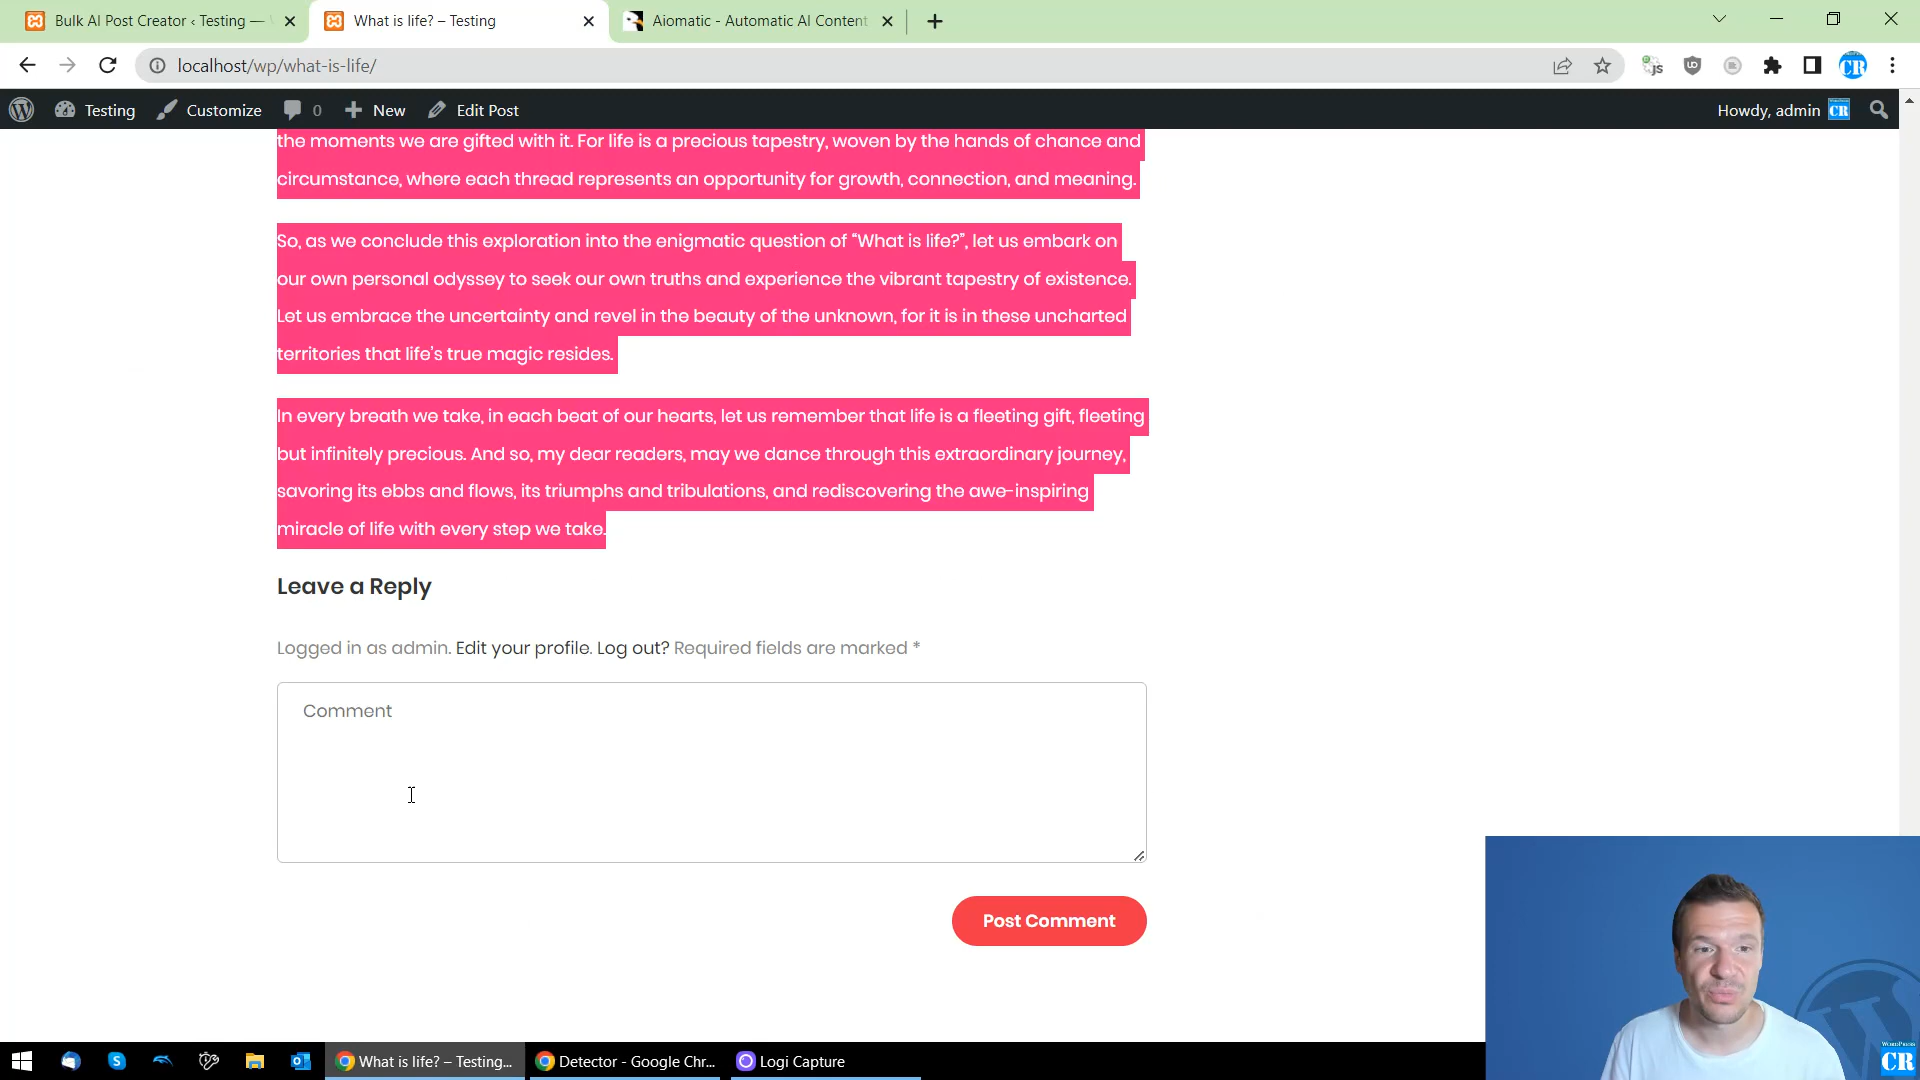 Bulk AI Post Creator ‹ Testing —
What is life? – Testing
Aiomatic - Automatic AI Content
localhost/wp/what-is-life/
Testing
Customize
0
New
Edit Post
Howdy, admin
the moments we are gifted with it. For life is a precious tapestry, woven by the hands of chance and
circumstance, where each thread represents an opportunity for growth, connection, and meaning.
So, as we conclude this exploration into the enigmatic question of “What is life?”, let us embark on
our own personal odyssey to seek our own truths and experience the vibrant tapestry of existence.
Let us embrace the uncertainty and revel in the beauty of the unknown, for it is in these uncharted
territories that life’s true magic resides.
In every breath we take, in each beat of our hearts, let us remember that life is a fleeting gift, fleeting
but infinitely precious. And so, my dear readers, may we dance through this extraordinary journey,
savoring its ebbs and flows, its triumphs and tribulations, and rediscovering the awe-inspiring
miracle of life with every step we take.
Leave a Reply
Logged in as admin. Edit your profile. Log out? Required fields are marked *
Comment
Post Comment
What is life? – Testing...
Detector - Google Chr...
Logi Capture
WORDPRESS
CR